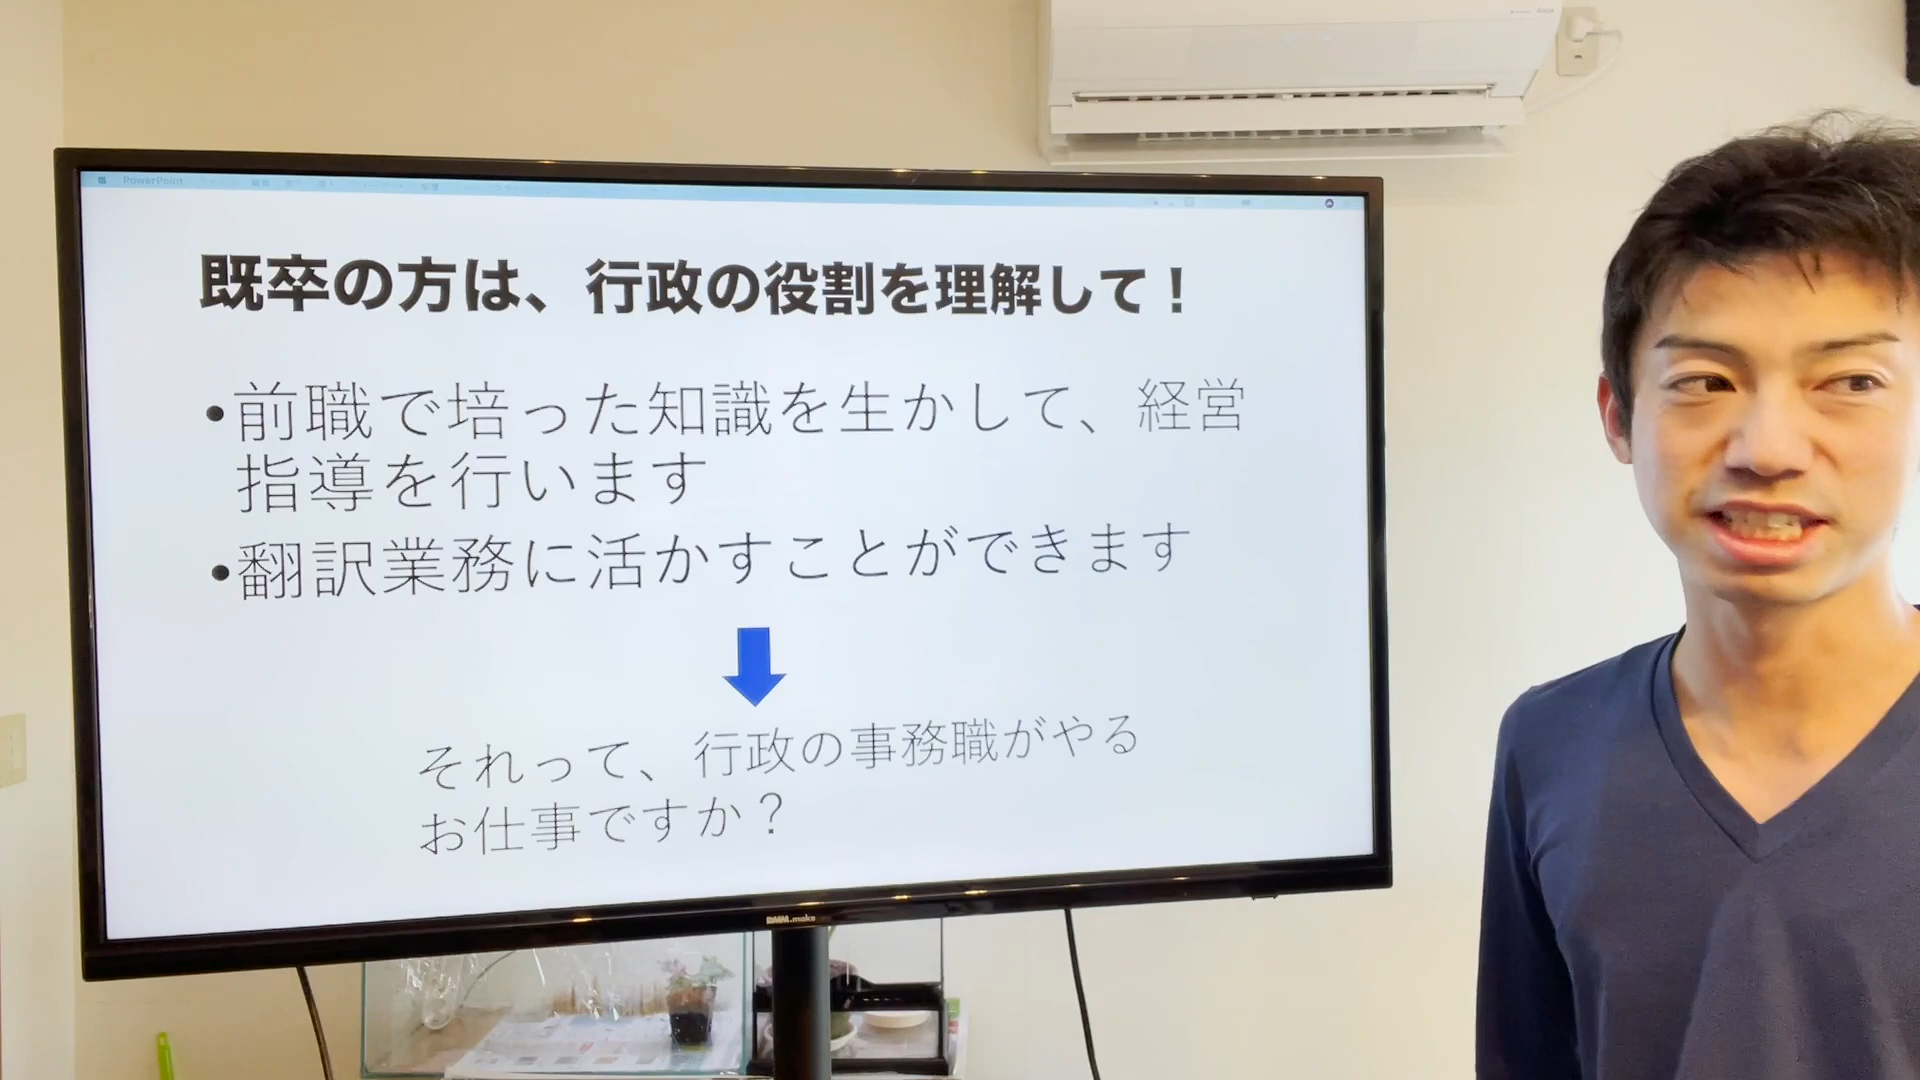 PowerPoint
既卒の方は、行政の役割を理解して！
•前職で培った知識を生かして、経営
指導を行います
•翻訳業務に活かすことができます
それって、行政の事務職がやる
お仕事ですか？
DMM.make